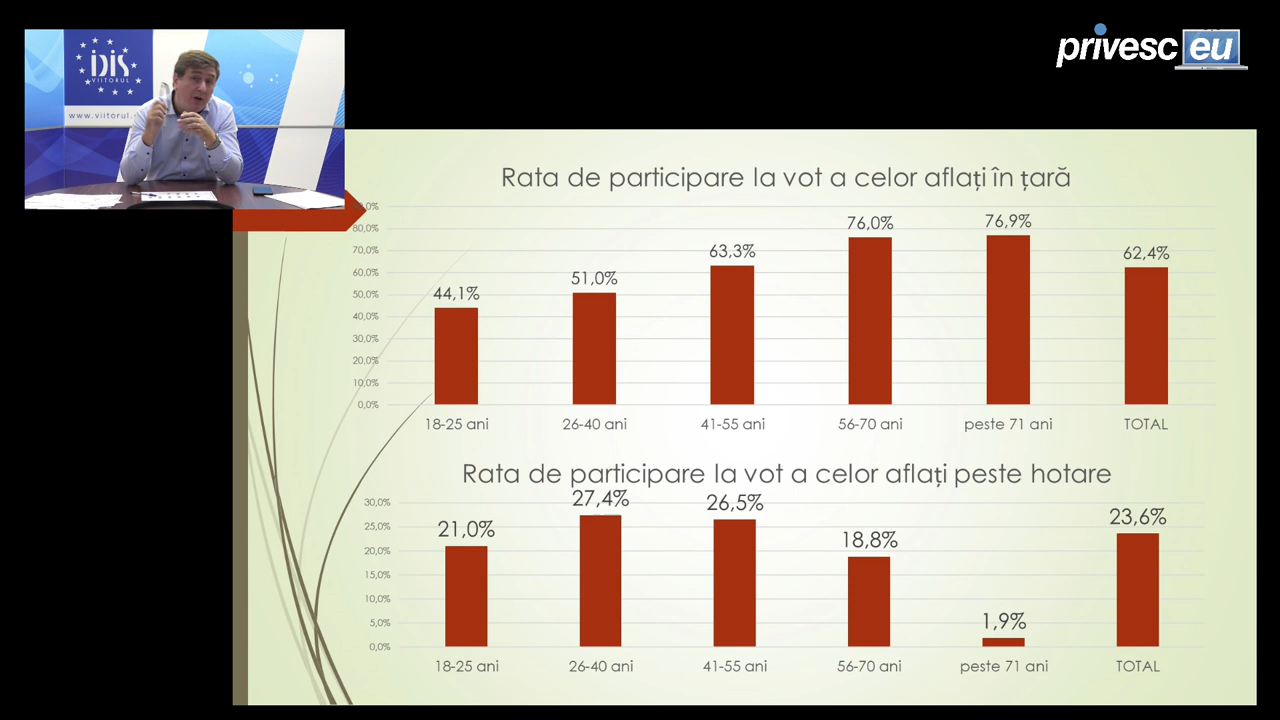 IDIS
VIITORUL
www.viitorul.
privesc eu
Rata de participare la vot a celor aflați în țară
80,0%
70,0%
60,0%
50,0%
40,0%
30,0%
20,0%
10,0%
0,0%
44,1%
51,0%
63,3%
76,0%
76,9%
62,4%
18-25 ani
26-40 ani
41-55 ani
56-70 ani
peste 71 ani
TOTAL
Rata de participare la vot a celor aflați peste hotare
30,0%
25,0%
20,0%
15,0%
10,0%
5,0%
0,0%
21,0%
27,4%
26,5%
18,8%
1,9%
23,6%
18-25 ani
26-40 ani
41-55 ani
56-70 ani
peste 71 ani
TOTAL